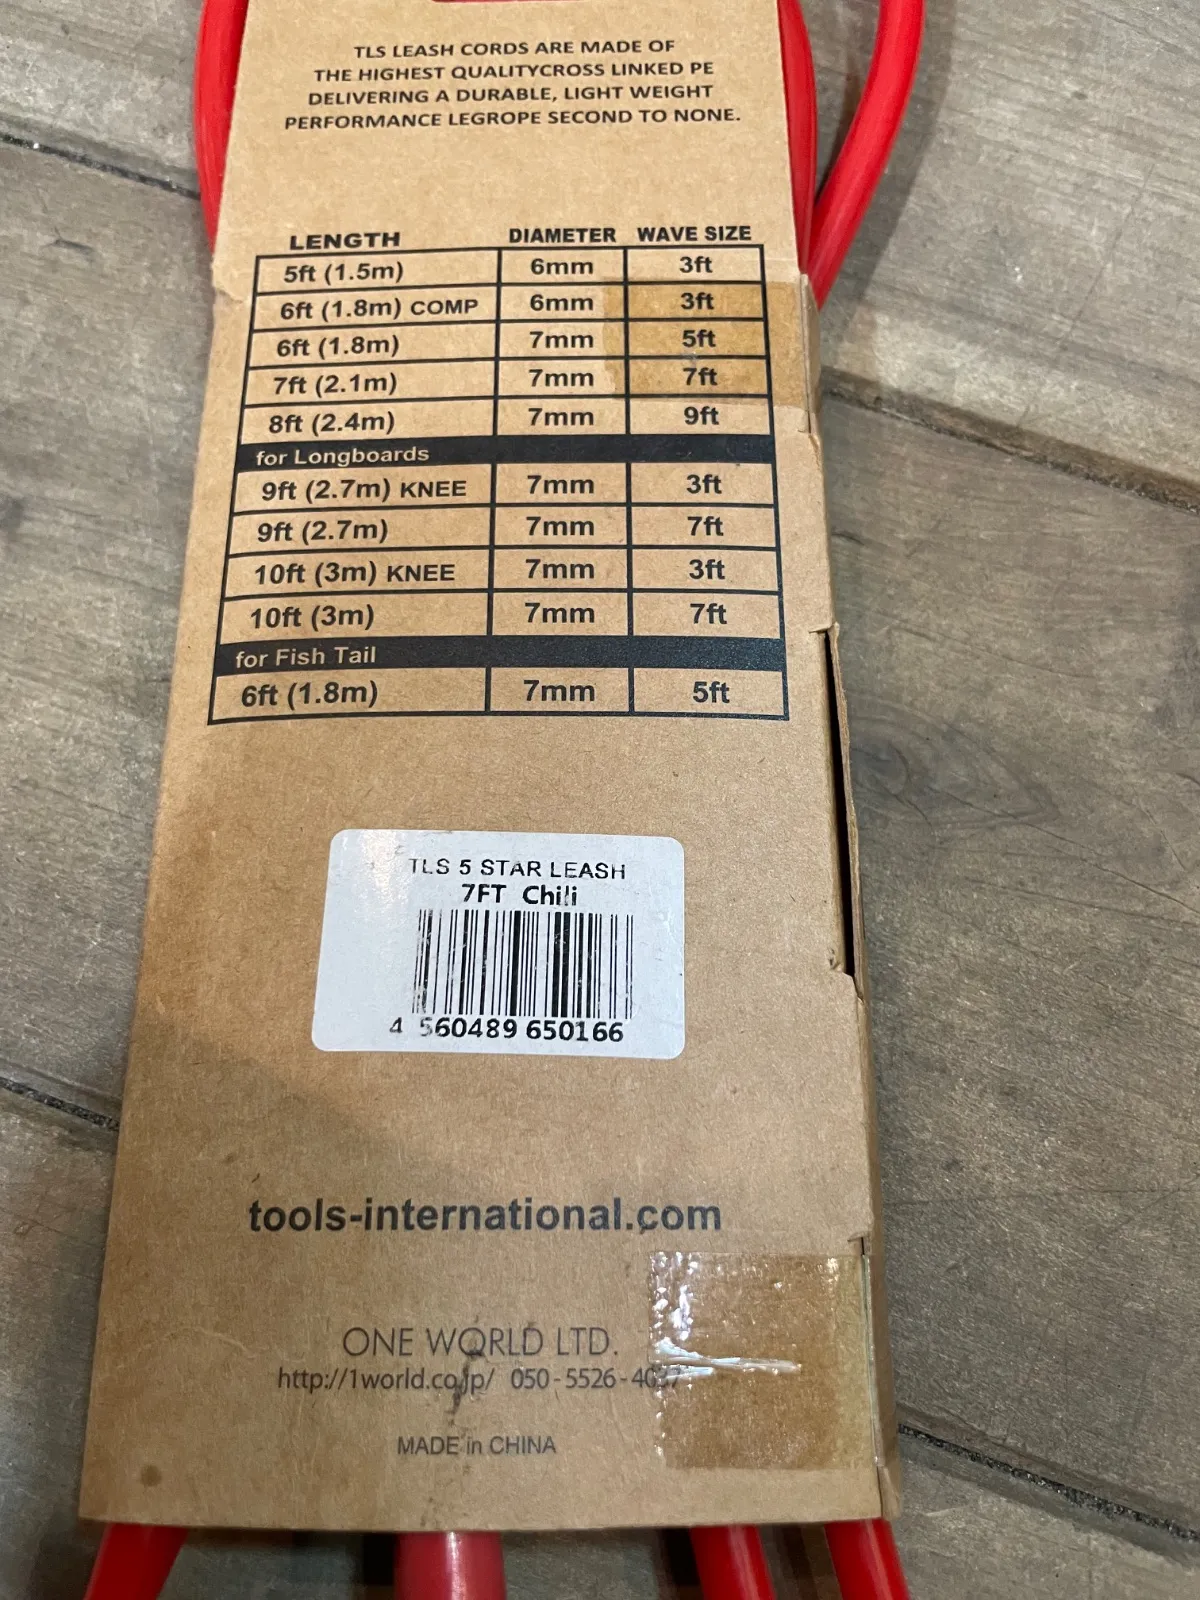 TLS LEASH CORDS ARE MADE OF
THE HIGHEST QUALITYCROSS LINKED PE
DELIVERING A DURABLE, LIGHT WEIGHT
PERFORMANCE LEGROPE SECOND TO NONE.
LENGTH DIAMETER WAVE SIZE
5ft (1.5m) 6mm 3ft
6ft (1.8m) COMP 6mm 3ft
6ft (1.8m) 7mm 5ft
7ft (2.1m) 7mm 7ft
8ft (2.4m) 7mm 9ft
for Longboards
9ft (2.7m) KNEE 7mm 3ft
9ft (2.7m) 7mm 7ft
10ft (3m) KNEE 7mm 3ft
10ft (3m) 7mm 7ft
for Fish Tail
6ft (1.8m) 7mm 5ft
TLS 5 STAR LEASH
7FT Chili
4 560489 650166
tools-international.com
ONE WORLD LTD.
http://1world.co.jp/ 050-5526-4037
MADE in CHINA